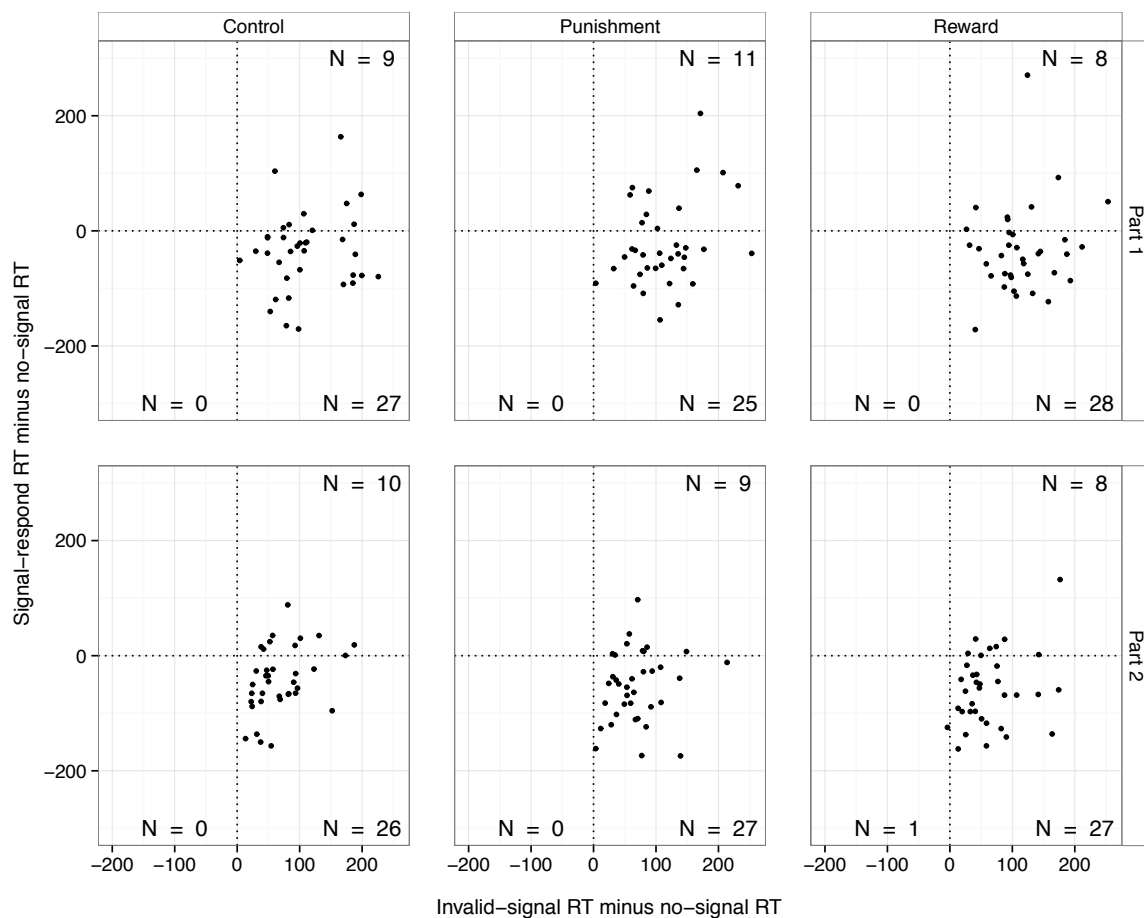 Control Punishment Reward
N = 9 N = 11 N = 8
200
0
−200
N = 0 N = 27 N = 0 N = 25 N = 0 N = 28
Part 1
Signal−respond RT minus no−signal RT
N = 10 N = 9 N = 8
200
0
−200
N = 0 N = 26 N = 0 N = 27 N = 1 N = 27
Part 2
−200 −100 0 100 200 −200 −100 0 100 200 −200 −100 0 100 200
Invalid−signal RT minus no−signal RT